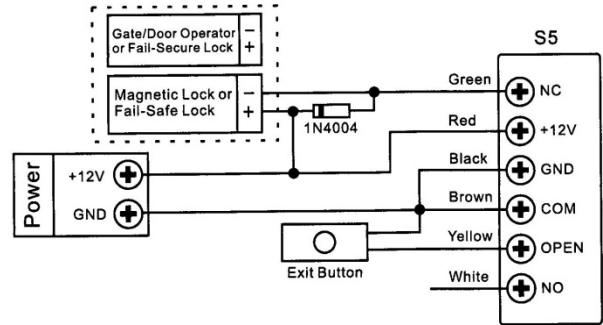 S5
Gate/Door Operator
or Fail-Secure Lock
−
+
Magnetic Lock or
Fail-Safe Lock
−
+
1N4004
Green
NC
Red
+12V
Black
GND
Brown
COM
Yellow
OPEN
White
NO
Power
+12V
GND
Exit Button